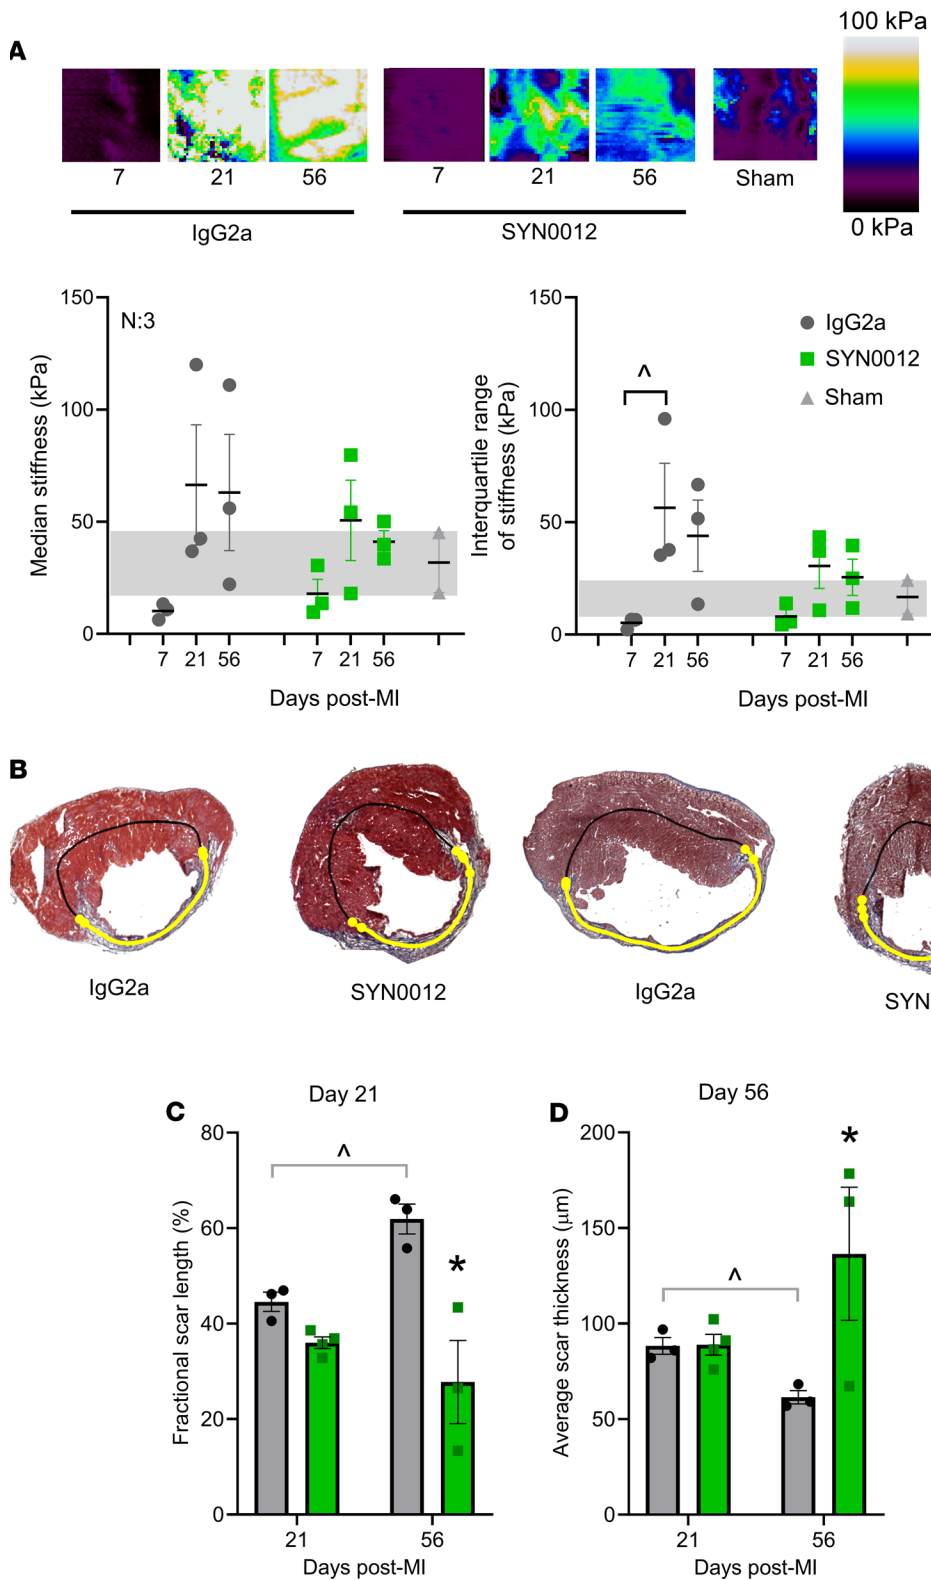 A
100 kPa
0 kPa
7
21
56
7
21
56
Sham
IgG2a
SYN0012
Median stiffness (kPa)
150
100
50
0
N:3
7
21
56
7
21
56
Days post-MI
Interquartile range
of stiffness (kPa)
150
100
50
0
^
IgG2a
SYN0012
Sham
7
21
56
7
21
56
Days post-MI
B
IgG2a
SYN0012
IgG2a
SYN
Day 21
Day 56
C
Fractional scar length (%)
80
60
40
20
0
^
*
21
56
Days post-MI
D
Average scar thickness (μm)
200
150
100
50
0
^
*
21
56
Days post-MI